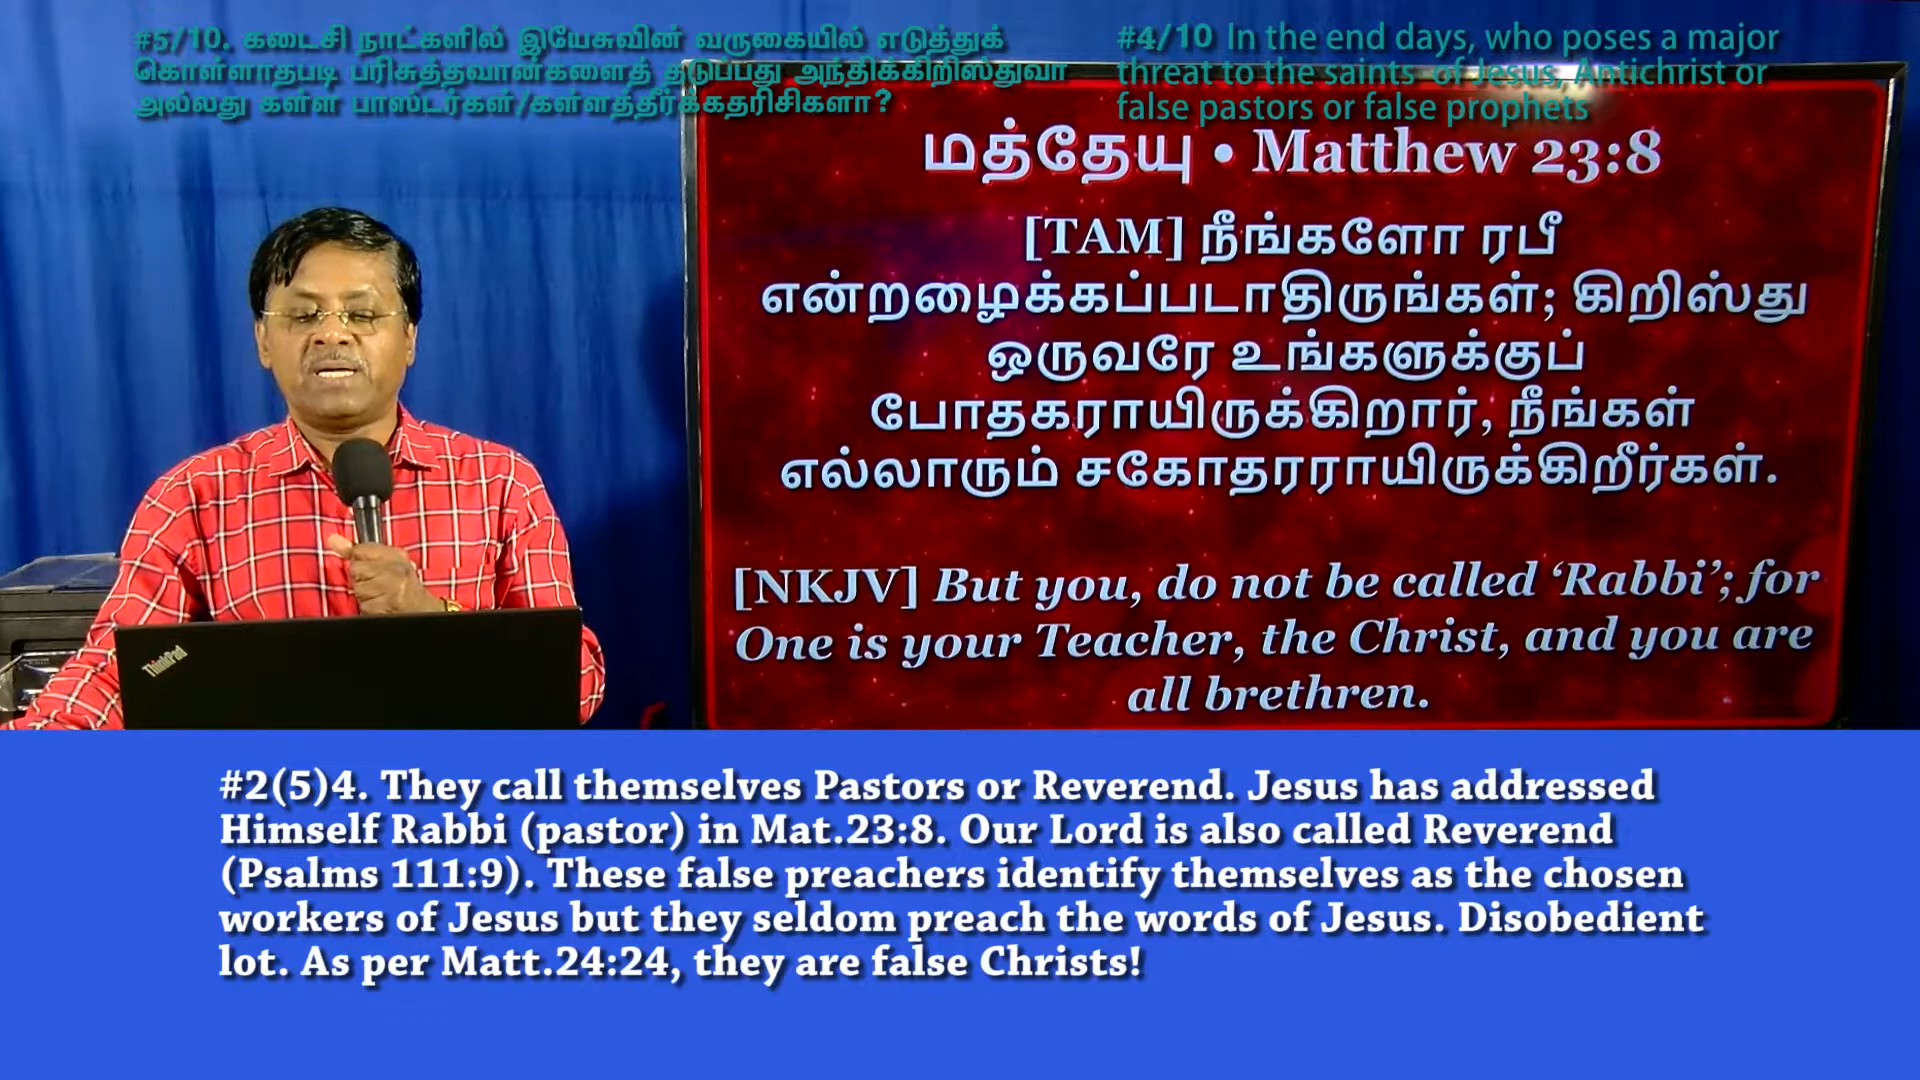 #5/10. கடைசி நாட்களில் இயேசுவின் வருகையில் எடுத்துக்
கொள்ளாதபடி பரிசுத்தவான்களைத் தடுப்பது அந்திக்கிறிஸ்துவா
அல்லது கள்ள பாஸ்டர்கள்/கள்ளத்தீர்க்கதரிசிகளா?
#4/10 In the end days, who poses a major
threat to the saints of Jesus, Antichrist or
false pastors or false prophets
மத்தேயு • Matthew 23:8
[TAM] நீங்களோ ரபீ
என்றழைக்கப்படாதிருங்கள்; கிறிஸ்து
ஒருவரே உங்களுக்குப்
போதகராயிருக்கிறார், நீங்கள்
எல்லாரும் சகோதரராயிருக்கிறீர்கள்.
[NKJV] But you, do not be called ‘Rabbi’; for
One is your Teacher, the Christ, and you are
all brethren.
ThinkPad
#2(5)4. They call themselves Pastors or Reverend. Jesus has addressed
Himself Rabbi (pastor) in Mat.23:8. Our Lord is also called Reverend
(Psalms 111:9). These false preachers identify themselves as the chosen
workers of Jesus but they seldom preach the words of Jesus. Disobedient
lot. As per Matt.24:24, they are false Christs!